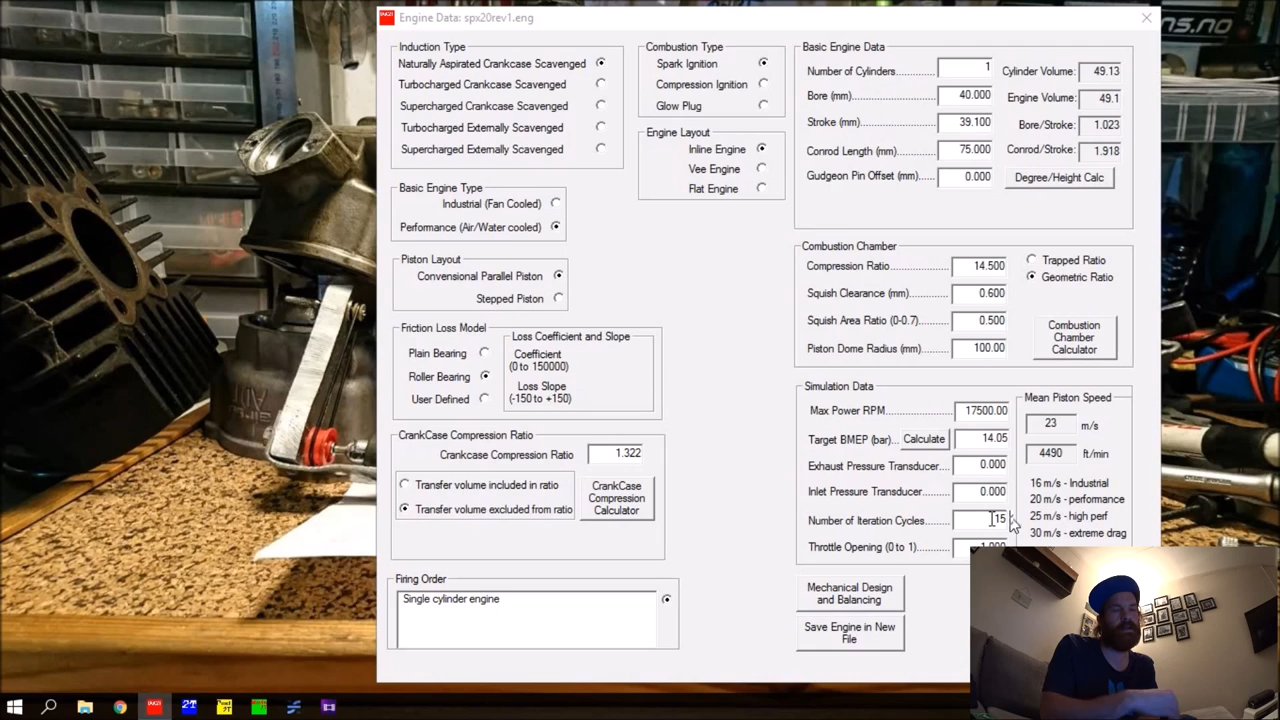 Engine Data: spx20rev1.eng
Induction Type
Naturally Aspirated Crankcase Scavenged
Turbocharged Crankcase Scavenged
Supercharged Crankcase Scavenged
Turbocharged Externally Scavenged
Supercharged Externally Scavenged
Basic Engine Type
Industrial (Fan Cooled)
Performance (Air/Water cooled)
Piston Layout
Convensional Parallel Piston
Stepped Piston
Friction Loss Model
Plain Bearing
Roller Bearing
User Defined
Loss Coefficient and Slope
Coefficient
(0 to 150000)
Loss Slope
(-150 to +150)
CrankCase Compression Ratio
Crankcase Compression Ratio 1.322
Transfer volume included in ratio
Transfer volume excluded from ratio
CrankCase
Compression
Calculator
Firing Order
Single cylinder engine
Combustion Type
Spark Ignition
Compression Ignition
Glow Plug
Engine Layout
Inline Engine
Vee Engine
Flat Engine
Basic Engine Data
Number of Cylinders...... 1
Bore (mm)...................... 40.000
Stroke (mm).................. 39.100
Conrod Length (mm)...... 75.000
Gudgeon Pin Offset (mm) 0.000
Cylinder Volume: 49.13
Engine Volume: 49.1
Bore/Stroke: 1.023
Conrod/Stroke: 1.918
Degree/Height Calc
Combustion Chamber
Compression Ratio............ 14.500
Squish Clearance (mm)...... 0.600
Squish Area Ratio (0-0.7).... 0.500
Piston Dome Radius (mm) 100.00
Trapped Ratio
Geometric Ratio
Combustion
Chamber
Calculator
Simulation Data
Max Power RPM............ 17500.00
Target BMEP (bar)... Calculate 14.05
Exhaust Pressure Transducer.... 0.000
Inlet Pressure Transducer.......... 0.000
Number of Iteration Cycles........ 15
Throttle Opening (0 to 1)............ 1.000
Mean Piston Speed
23 m/s
4490 ft/min
16 m/s - Industrial
20 m/s - performance
25 m/s - high perf
30 m/s - extreme drag
Mechanical Design
and Balancing
Save Engine in New
File